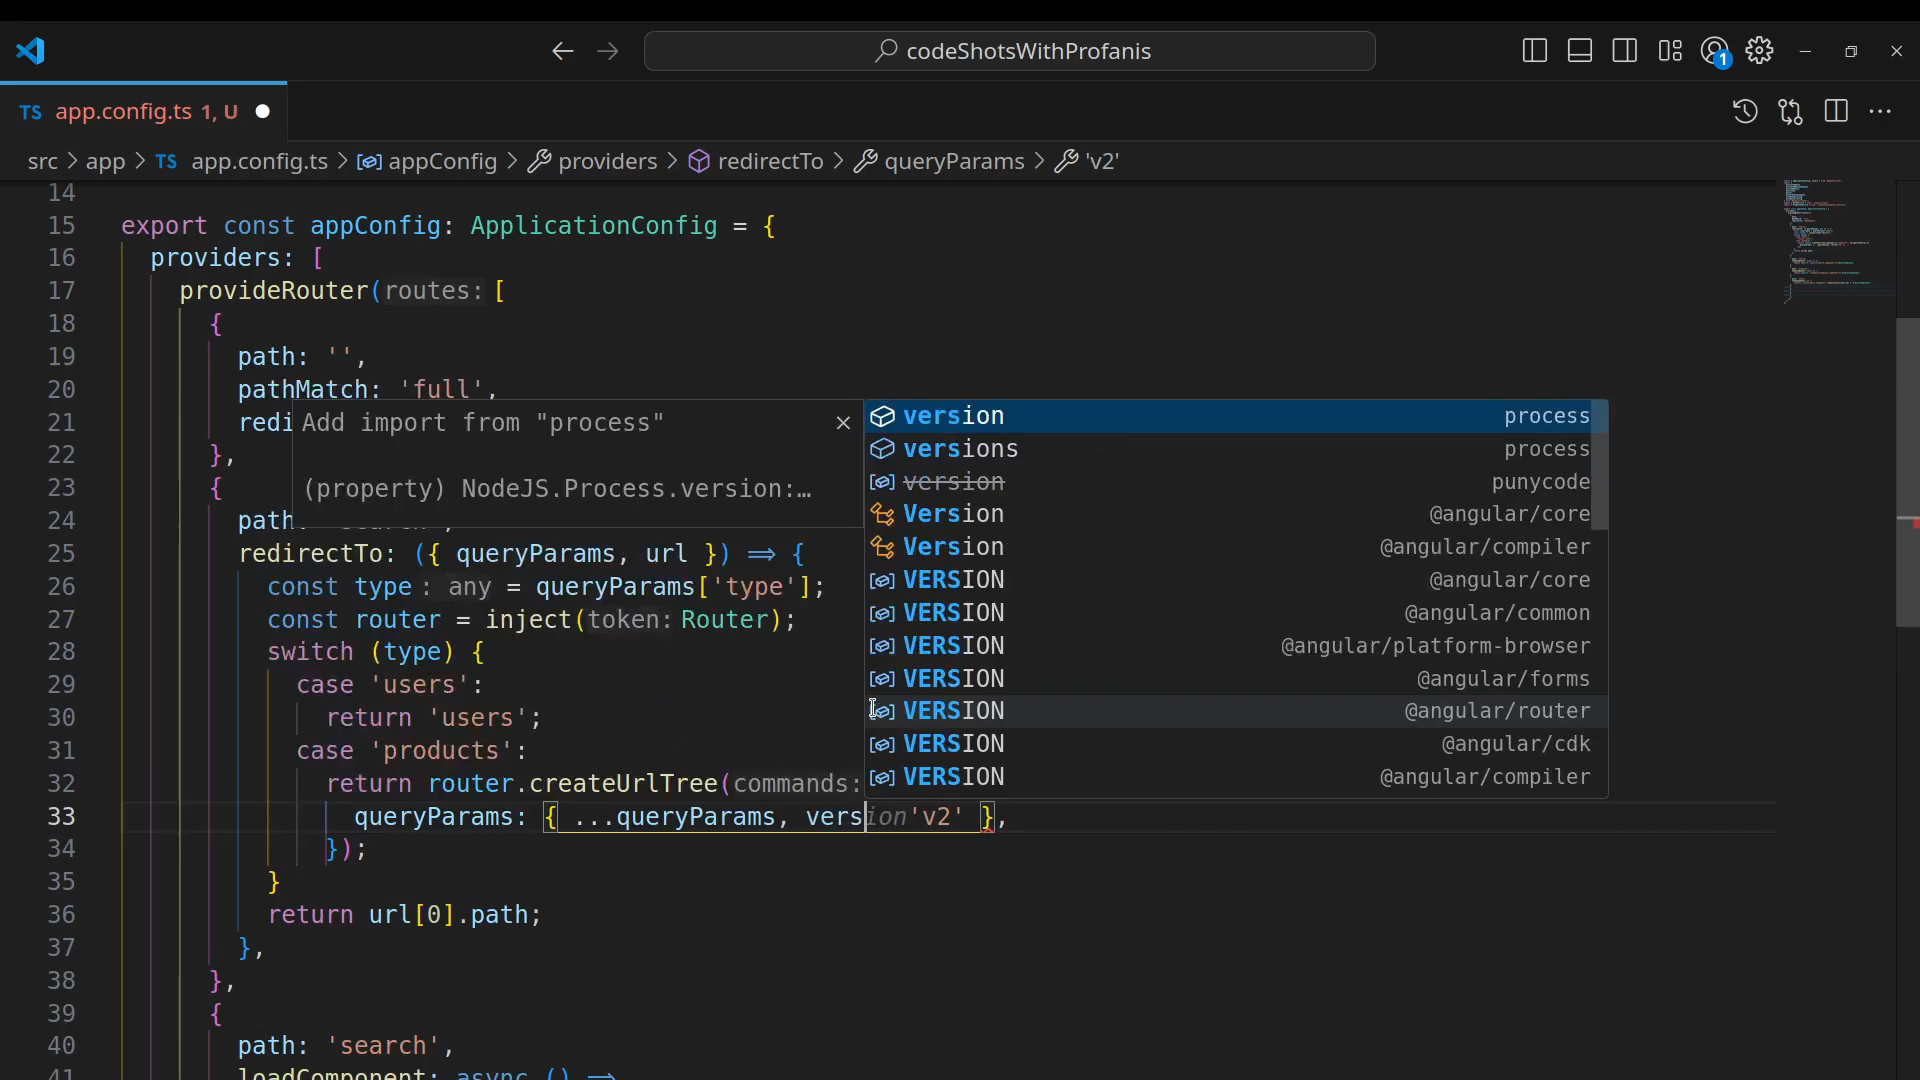 codeShotsWithProfanis
1
TS app.config.ts 1, U
src > app > TS app.config.ts > appConfig > providers > redirectTo > queryParams > 'v2'
14
15 export const appConfig: ApplicationConfig = {
16 providers: [
17 provideRouter(routes: [
18 {
19 path: '',
20 pathMatch: 'full',
21 redi
22 },
23 {
24 path:
25 redirectTo: ({ queryParams, url }) => {
26 const type: any = queryParams['type'];
27 const router = inject(token: Router);
28 switch (type) {
29 case 'users':
30 return 'users';
31 case 'products':
32 return router.createUrlTree(commands:
33 queryParams: { ...queryParams, version'v2' },
34 });
35 }
36 return url[0].path;
37 },
38 },
39 {
40 path: 'search',
41 loadComponent: async () =>
Add import from "process"
(property) NodeJS.Process.version:…
version process
versions process
version punycode
Version @angular/core
Version @angular/compiler
VERSION @angular/core
VERSION @angular/common
VERSION @angular/platform-browser
VERSION @angular/forms
VERSION @angular/router
VERSION @angular/cdk
VERSION @angular/compiler